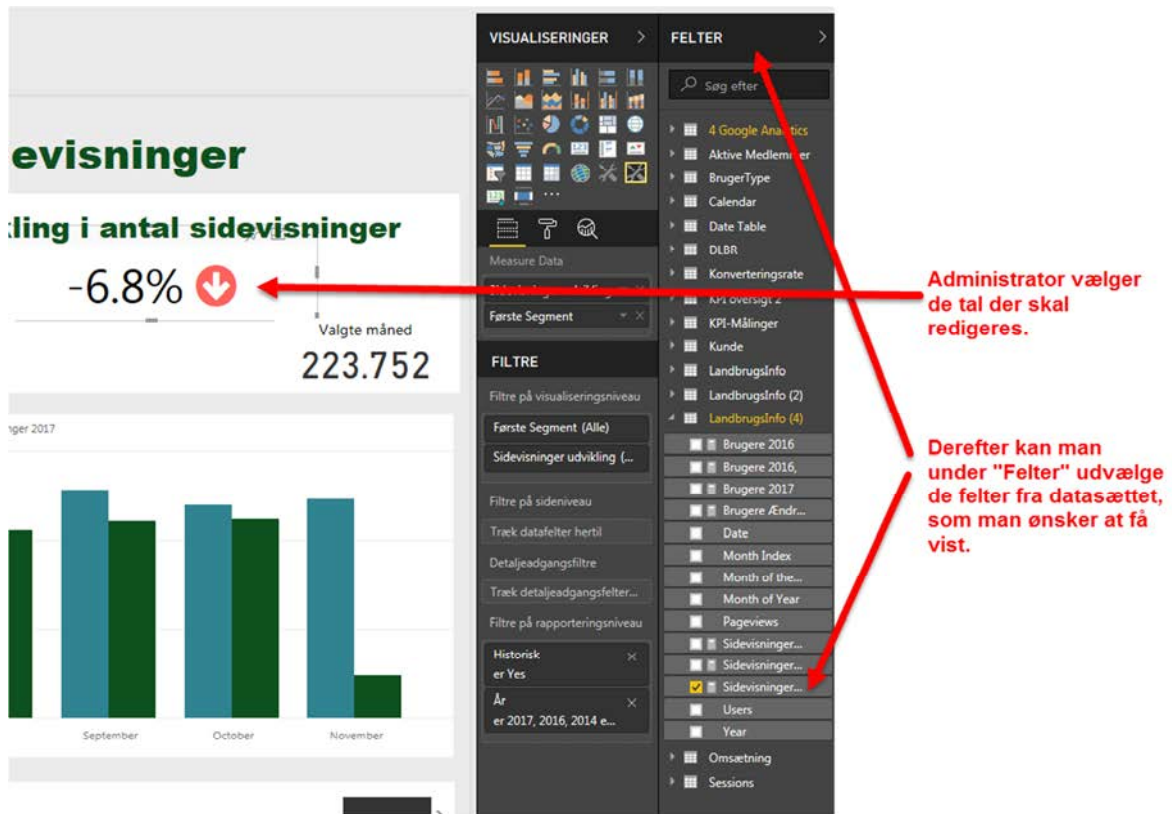 evisninger
kling i antal sidevisninger
-6.8%
Valgte måned
223.752
nger 2017
September
October
November
VISUALISERINGER
Measure Data
Første Segment
FILTRE
Filtre på visualiseringsniveau
Første Segment (Alle)
Sidevisninger udvikling (...
Filtre på sideniveau
Træk datafelter hertil
Detaljeadgangsfiltre
Træk detaljeadgangsfelter...
Filtre på rapporteringsniveau
Historisk
er Yes
År
er 2017, 2016, 2014 e...
FELTER
Søg efter
4 Google Analytics
Aktive Medlemmer
BrugerType
Calendar
Date Table
DLBR
Konverteringsrate
KPI oversigt 2
KPI-Målinger
Kunde
LandbrugsInfo
LandbrugsInfo (2)
LandbrugsInfo (4)
Brugere 2016
Brugere 2016,
Brugere 2017
Brugere Ændr...
Date
Month Index
Month of the...
Month of Year
Pageviews
Sidevisninger...
Sidevisninger...
Sidevisninger...
Users
Year
Omsætning
Sessions
Administrator vælger
de tal der skal
redigeres.
Derefter kan man
under "Felter" udvælge
de felter fra datasættet,
som man ønsker at få
vist.